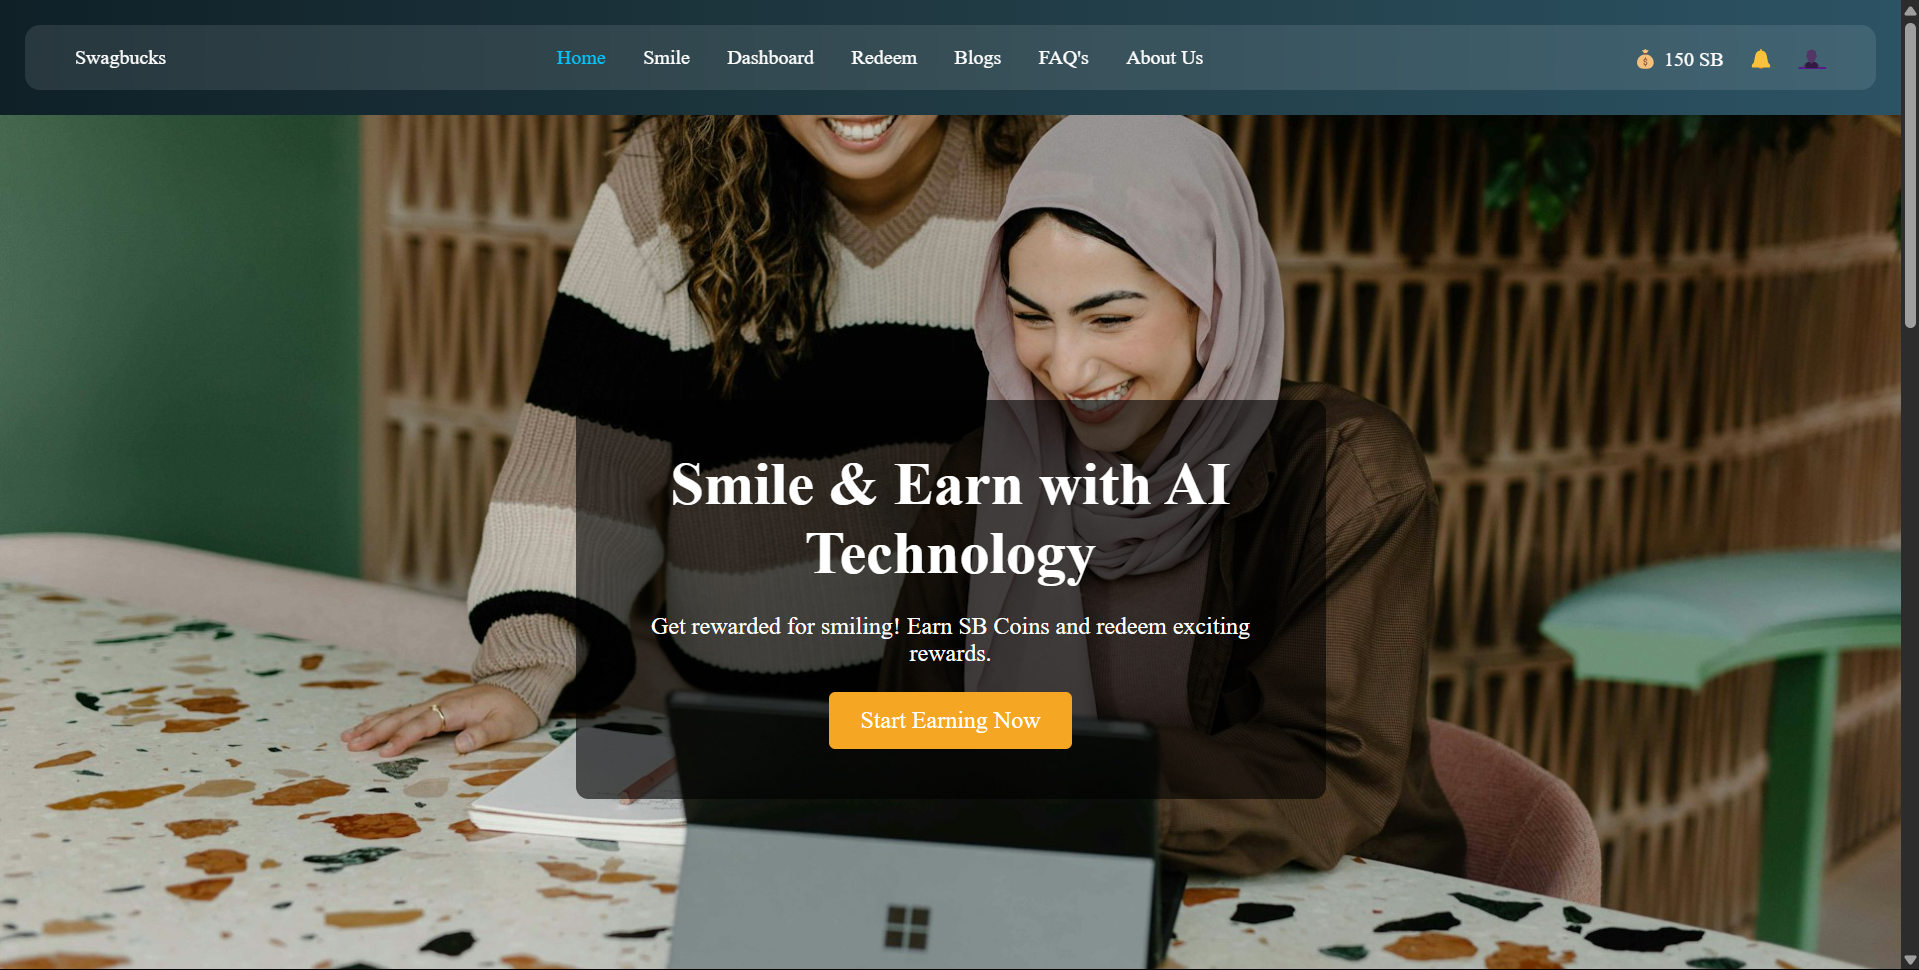 Swagbucks
Home Smile Dashboard Redeem Blogs FAQ's About Us
150 SB
Smile & Earn with AI
Technology
Get rewarded for smiling! Earn SB Coins and redeem exciting
rewards.
Start Earning Now